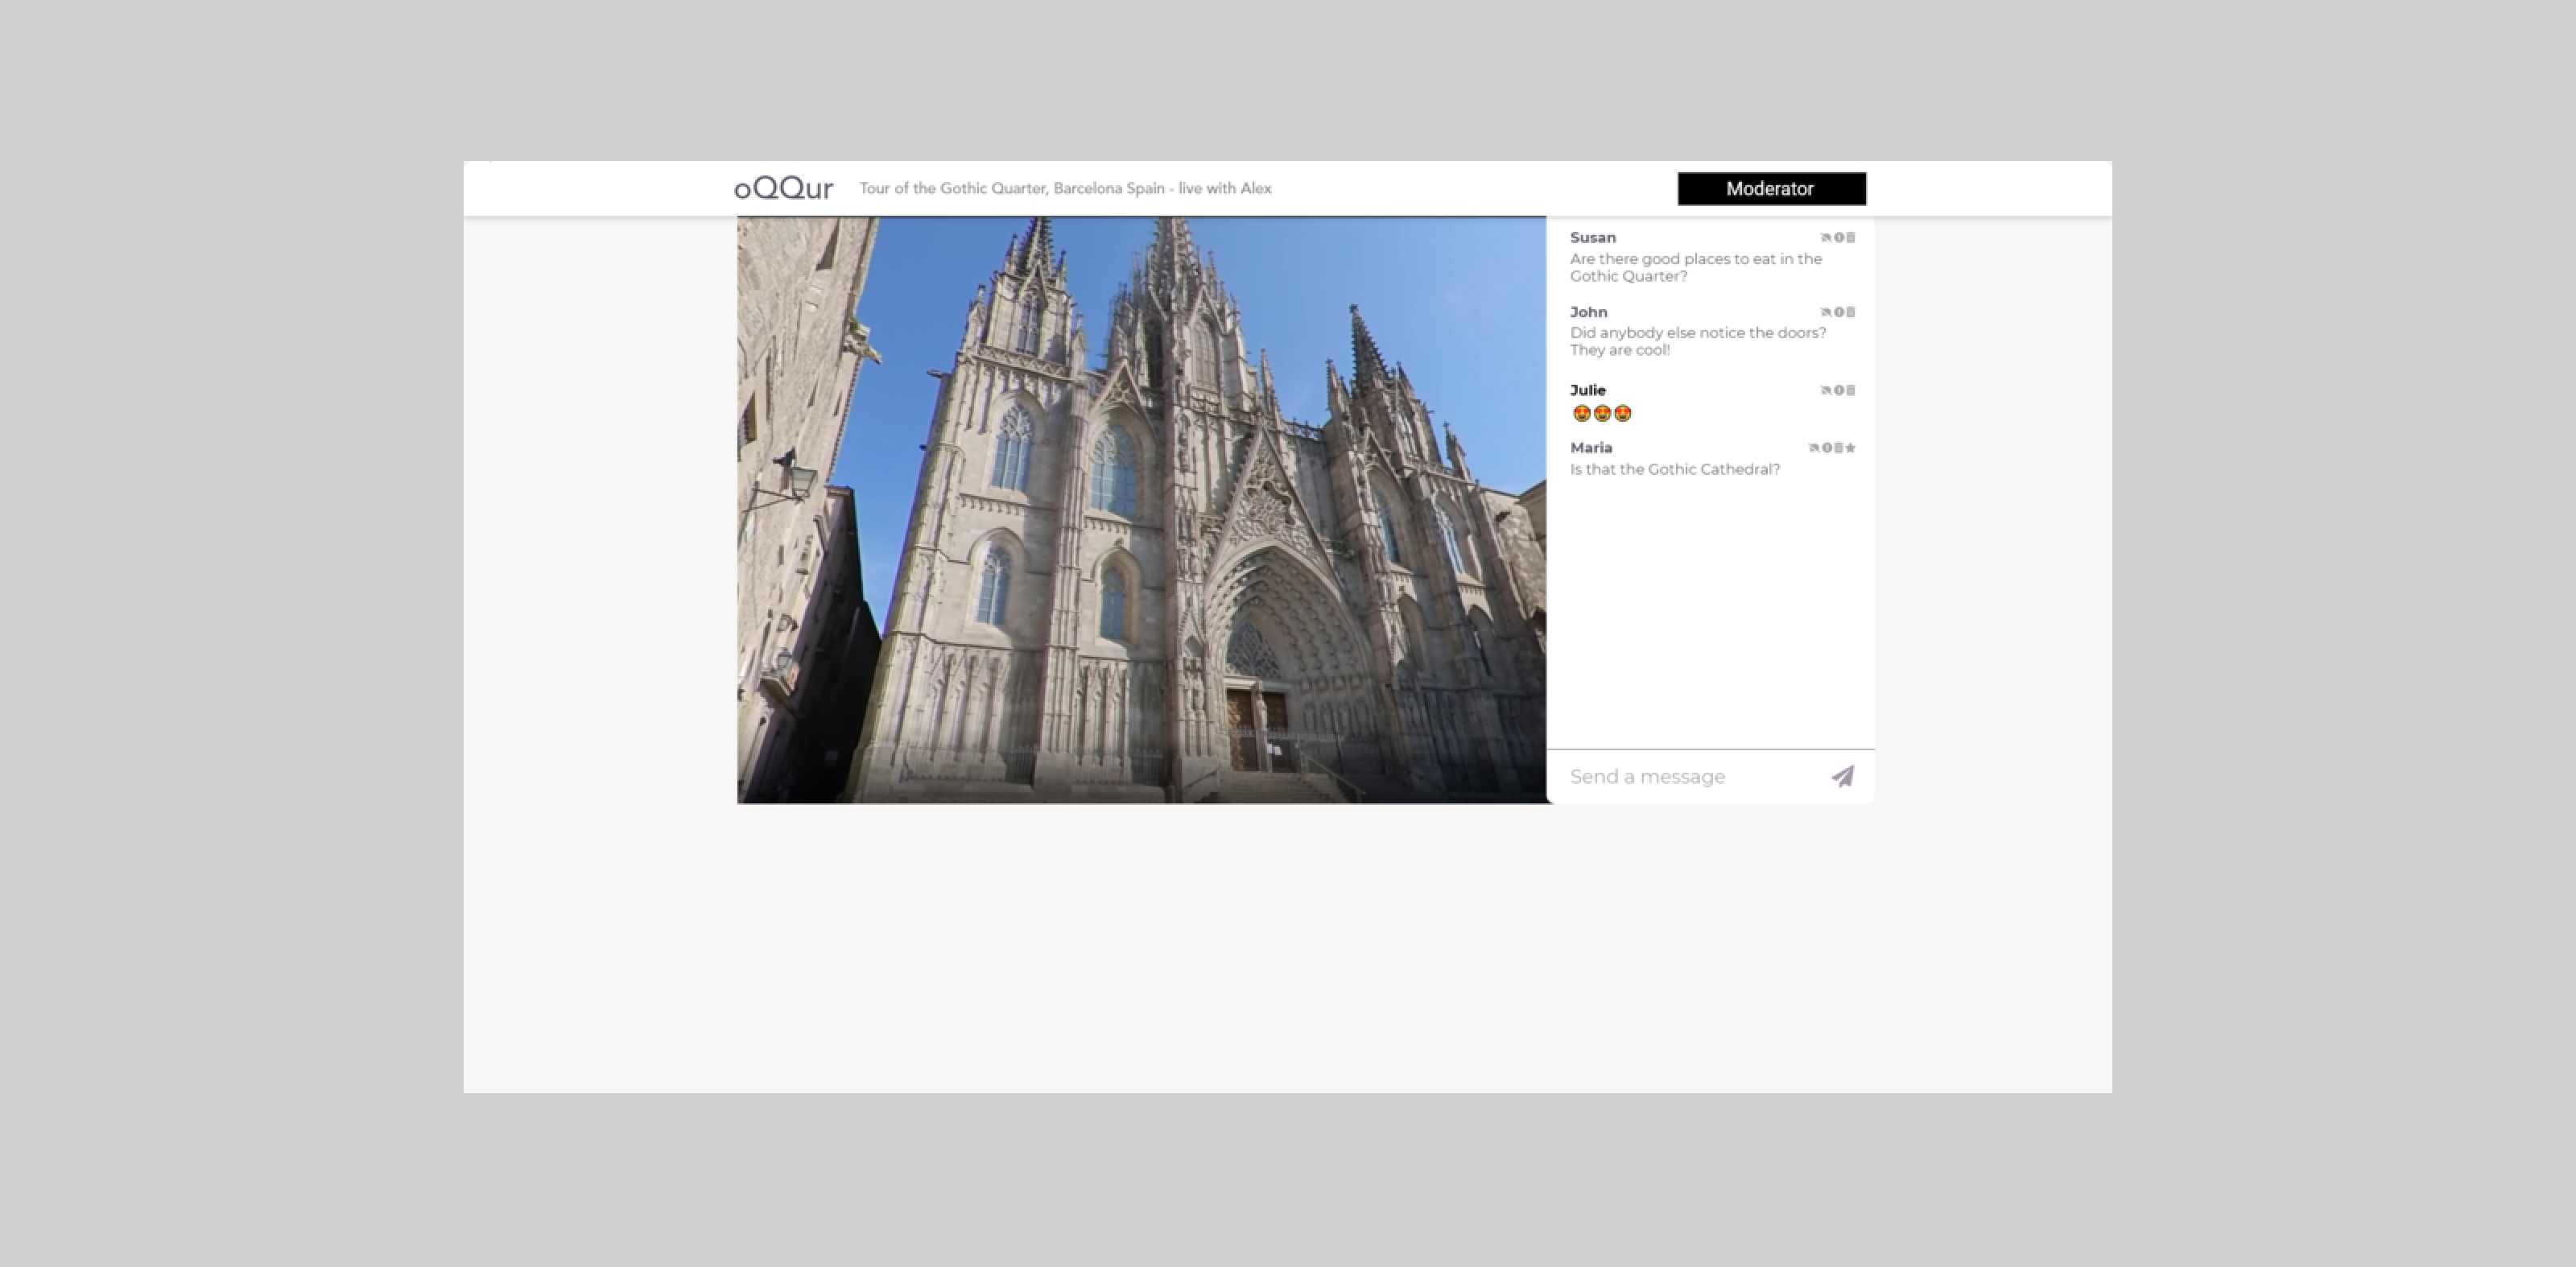 oQQur
Tour of the Gothic Quarter, Barcelona Spain - live with Alex
Moderator
Susan
Are there good places to eat in the
Gothic Quarter?
John
Did anybody else notice the doors?
They are cool!
Julie
😍😍😍
Maria
Is that the Gothic Cathedral?
Send a message